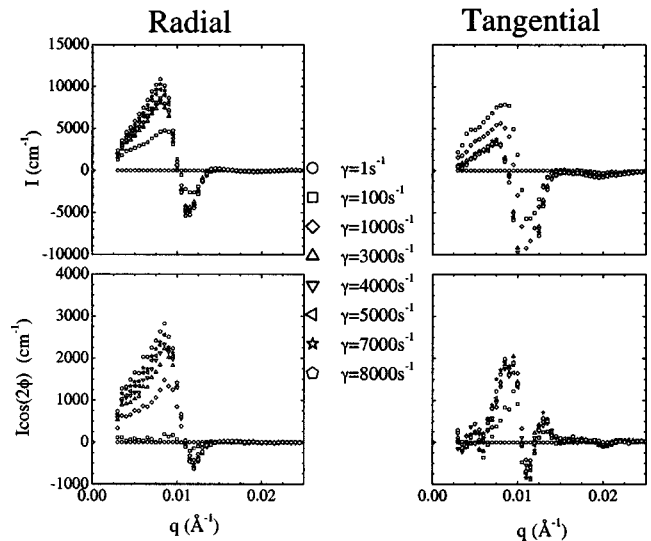 Radial
Tangential
15000
10000
5000
0
-5000
-10000
I (cm⁻¹)
γ=1s⁻¹
γ=100s⁻¹
γ=1000s⁻¹
γ=3000s⁻¹
γ=4000s⁻¹
γ=5000s⁻¹
γ=7000s⁻¹
γ=8000s⁻¹
4000
3000
2000
1000
0
-1000
Icos(2ϕ) (cm⁻¹)
0.00 0.01 0.02
q (Å⁻¹)
0.00 0.01 0.02
q (Å⁻¹)